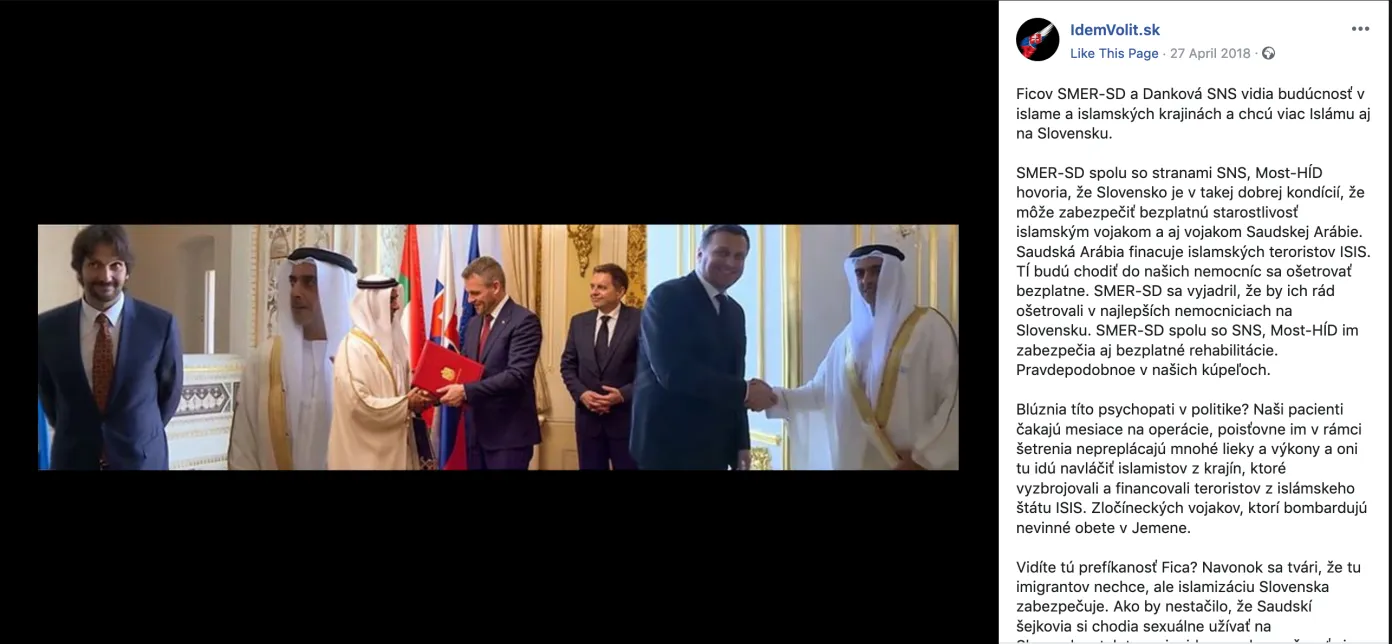 IdemVolit.sk
Like This Page · 27 April 2018 ·
Ficov SMER-SD a Danková SNS vidia budúcnosť v
islame a islamských krajinách a chcú viac Islámu aj
na Slovensku.
SMER-SD spolu so stranami SNS, Most-HÍD
hovoria, že Slovensko je v takej dobrej kondícií, že
môže zabezpečiť bezplatnú starostlivosť
islamským vojakom a aj vojakom Saudskej Arábie.
Saudská Arábia finacuje islamských teroristov ISIS.
TÍ budú chodiť do našich nemocníc sa ošetrovať
bezplatne. SMER-SD sa vyjadril, že by ich rád
ošetrovali v najlepších nemocniciach na
Slovensku. SMER-SD spolu so SNS, Most-HÍD im
zabezpečia aj bezplatné rehabilitácie.
Pravdepodobnoe v našich kúpeľoch.
Blúznia títo psychopati v politike? Naši pacienti
čakajú mesiace na operácie, poisťovne im v rámci
šetrenia nepreplácajú mnohé lieky a výkony a oni
tu idú navláčiť islamistov z krajín, ktoré
vyzbrojovali a financovali teroristov z islámskeho
štátu ISIS. Zločíneckých vojakov, ktorí bombardujú
nevinné obete v Jemene.
Vidíte tú prefíkanosť Fica? Navonok sa tvári, že tu
imigrantov nechce, ale islamizáciu Slovenska
zabezpečuje. Ako by nestačilo, že Saudskí
šejkovia si chodia sexuálne užívať na